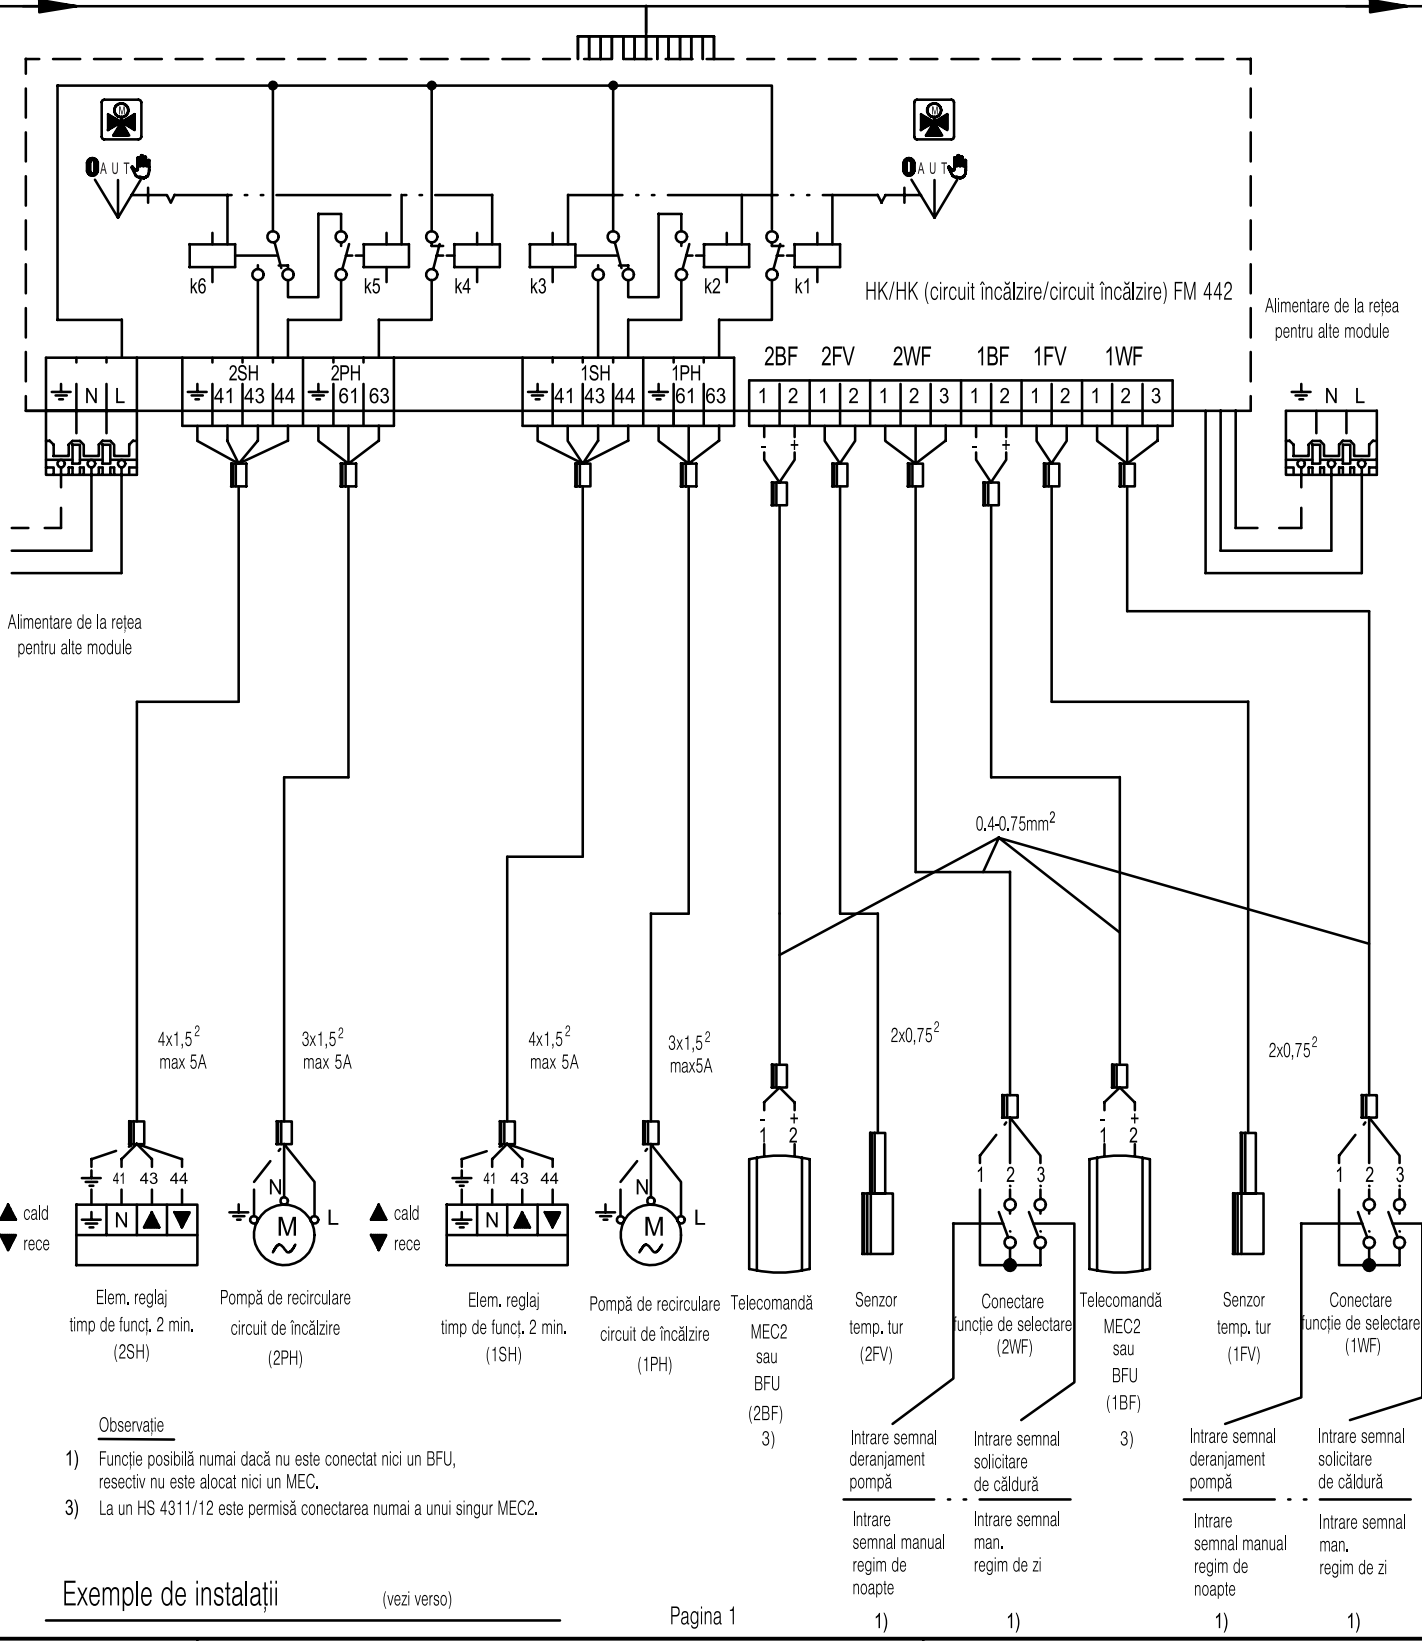 M
M
0 A U T
0 A U T
k6
k5
k4
k3
k2
k1
HK/HK (circuit încălzire/circuit încălzire) FM 442
Alimentare de la rețea
pentru alte module
2SH
2PH
1SH
1PH
2BF 2FV 2WF 1BF 1FV 1WF
N L
41 43 44
61 63
41 43 44
61 63
1 2 1 2 1 2 3 1 2 1 2 1 2 3
N L
- +
- +
Alimentare de la rețea
pentru alte module
0.4-0.75mm²
4x1,5²
max 5A
3x1,5²
max 5A
4x1,5²
max 5A
3x1,5²
max5A
2x0,75²
2x0,75²
- +
1 2
- +
1 2
41 43 44
N
41 43 44
N
1 2 3
1 2 3
cald
rece
N
M
L
cald
rece
N
M
L
Elem. reglaj
timp de funcț. 2 min.
(2SH)
Pompă de recirculare
circuit de încălzire
(2PH)
Elem. reglaj
timp de funcț. 2 min.
(1SH)
Pompă de recirculare
circuit de încălzire
(1PH)
Telecomandă
MEC2
sau
BFU
(2BF)
3)
Senzor
temp. tur
(2FV)
Conectare
funcție de selectare
(2WF)
Telecomandă
MEC2
sau
BFU
(1BF)
3)
Senzor
temp. tur
(1FV)
Conectare
funcție de selectare
(1WF)
Observație
1) Funcție posibilă numai dacă nu este conectat nici un BFU,
resectiv nu este alocat nici un MEC.
3) La un HS 4311/12 este permisă conectarea numai a unui singur MEC2.
Intrare semnal
deranjament
pompă
Intrare semnal
solicitare
de căldură
Intrare semnal
deranjament
pompă
Intrare semnal
solicitare
de căldură
Intrare
semnal manual
regim de
noapte
1)
Intrare semnal
man.
regim de zi
1)
Intrare
semnal manual
regim de
noapte
1)
Intrare semnal
man.
regim de zi
1)
Exemple de instalații
(vezi verso)
Pagina 1